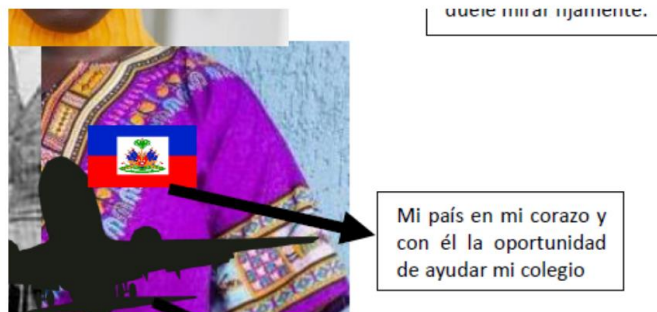 duele mirar fijamente.
Mi país en mi corazo y
con él la oportunidad
de ayudar mi colegio